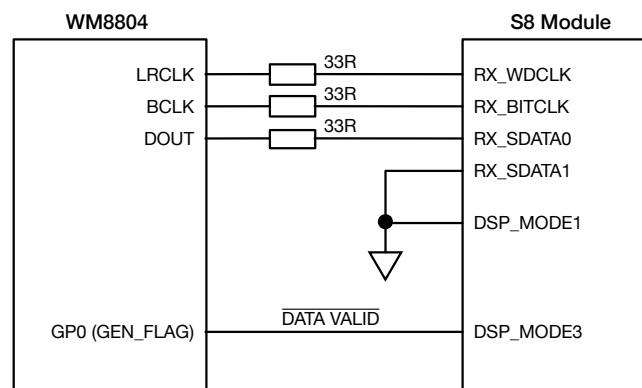 WM8804
S8 Module
LRCLK
33R
RX_WDCLK
BCLK
33R
RX_BITCLK
DOUT
33R
RX_SDATA0
RX_SDATA1
DSP_MODE1
GP0 (GEN_FLAG)
DATA VALID
DSP_MODE3